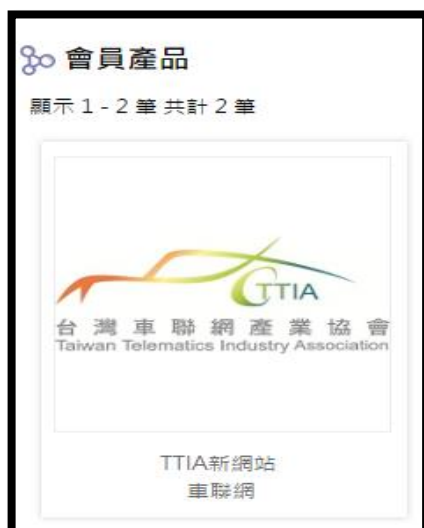 會員產品
顯示 1 - 2 筆 共計 2 筆
TTIA
台灣車聯網產業協會
Taiwan Telematics Industry Association
TTIA新網站
車聯網